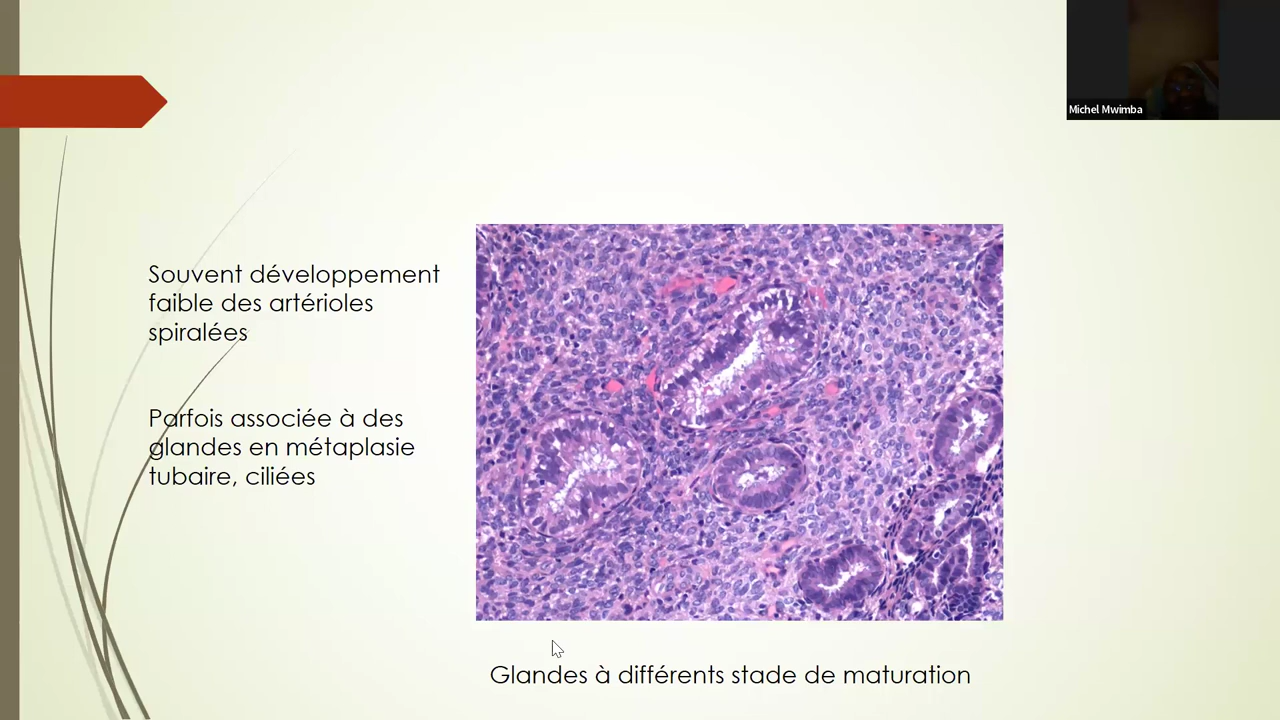 Michel Mwimba
Souvent développement
faible des artérioles
spiralées
Parfois associée à des
glandes en métaplasie
tubaire, ciliées
Glandes à différents stade de maturation